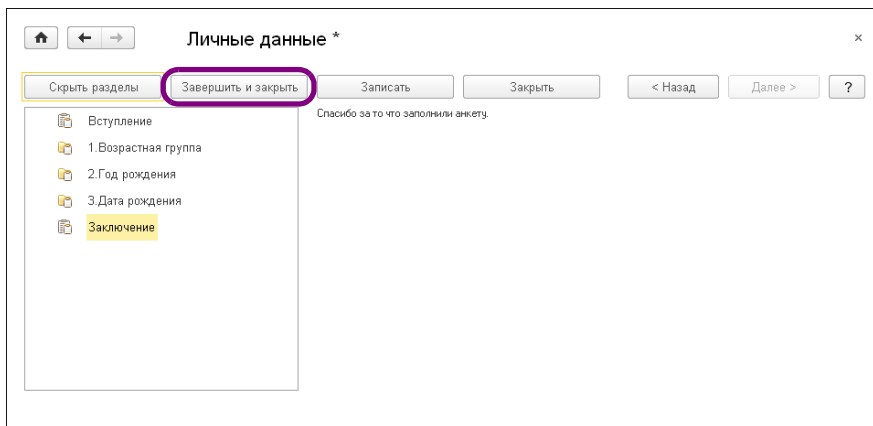 Личные данные *
Скрыть разделы Завершить и закрыть Записать Закрыть < Назад Далее > ?
Вступление
Спасибо за то что заполнили анкету.
1.Возрастная группа
2.Год рождения
3.Дата рождения
Заключение